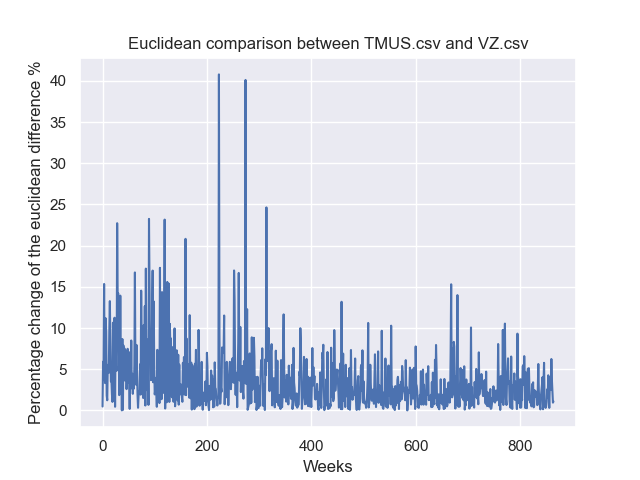 Euclidean comparison between TMUS.csv and VZ.csv
Percentage change of the euclidean difference %
40
35
30
25
20
15
10
5
0
0 200 400 600 800
Weeks